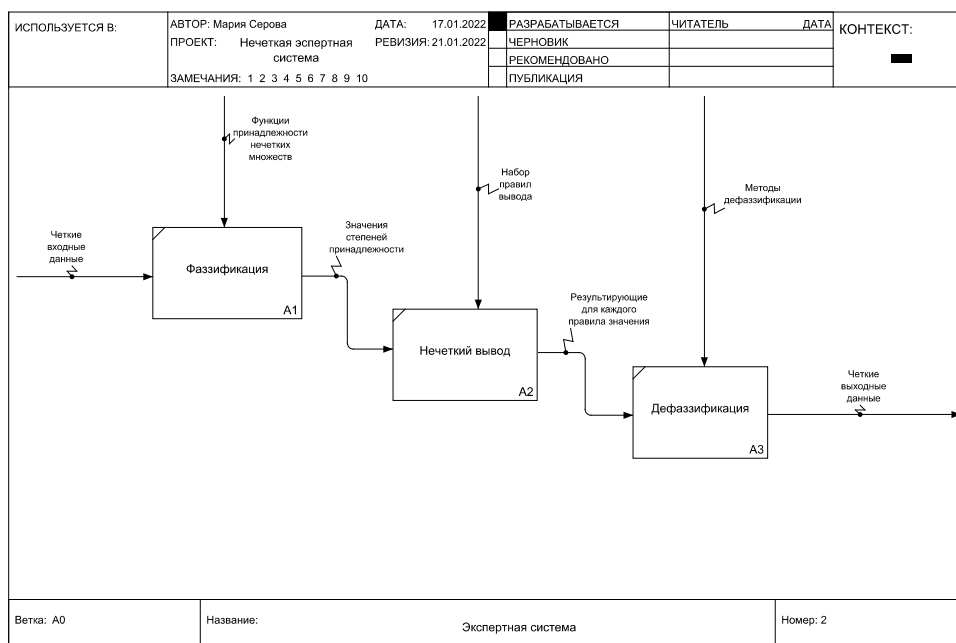 ИСПОЛЬЗУЕТСЯ В:
АВТОР: Мария Серова
ДАТА: 17.01.2022
ПРОЕКТ: Нечеткая эспертная
система
РЕВИЗИЯ: 21.01.2022
ЗАМЕЧАНИЯ: 1 2 3 4 5 6 7 8 9 10
РАЗРАБАТЫВАЕТСЯ
ЧЕРНОВИК
РЕКОМЕНДОВАНО
ПУБЛИКАЦИЯ
ЧИТАТЕЛЬ ДАТА
КОНТЕКСТ:
Функции
принадлежности
нечетких
множеств
Набор
правил
вывода
Методы
дефаззификации
Четкие
входные
данные
Фаззификация
A1
Значения
степеней
принадлежности
Нечеткий вывод
A2
Результирующие
для каждого
правила значения
Дефаззификация
A3
Четкие
выходные
данные
Ветка: A0
Название:
Экспертная система
Номер: 2